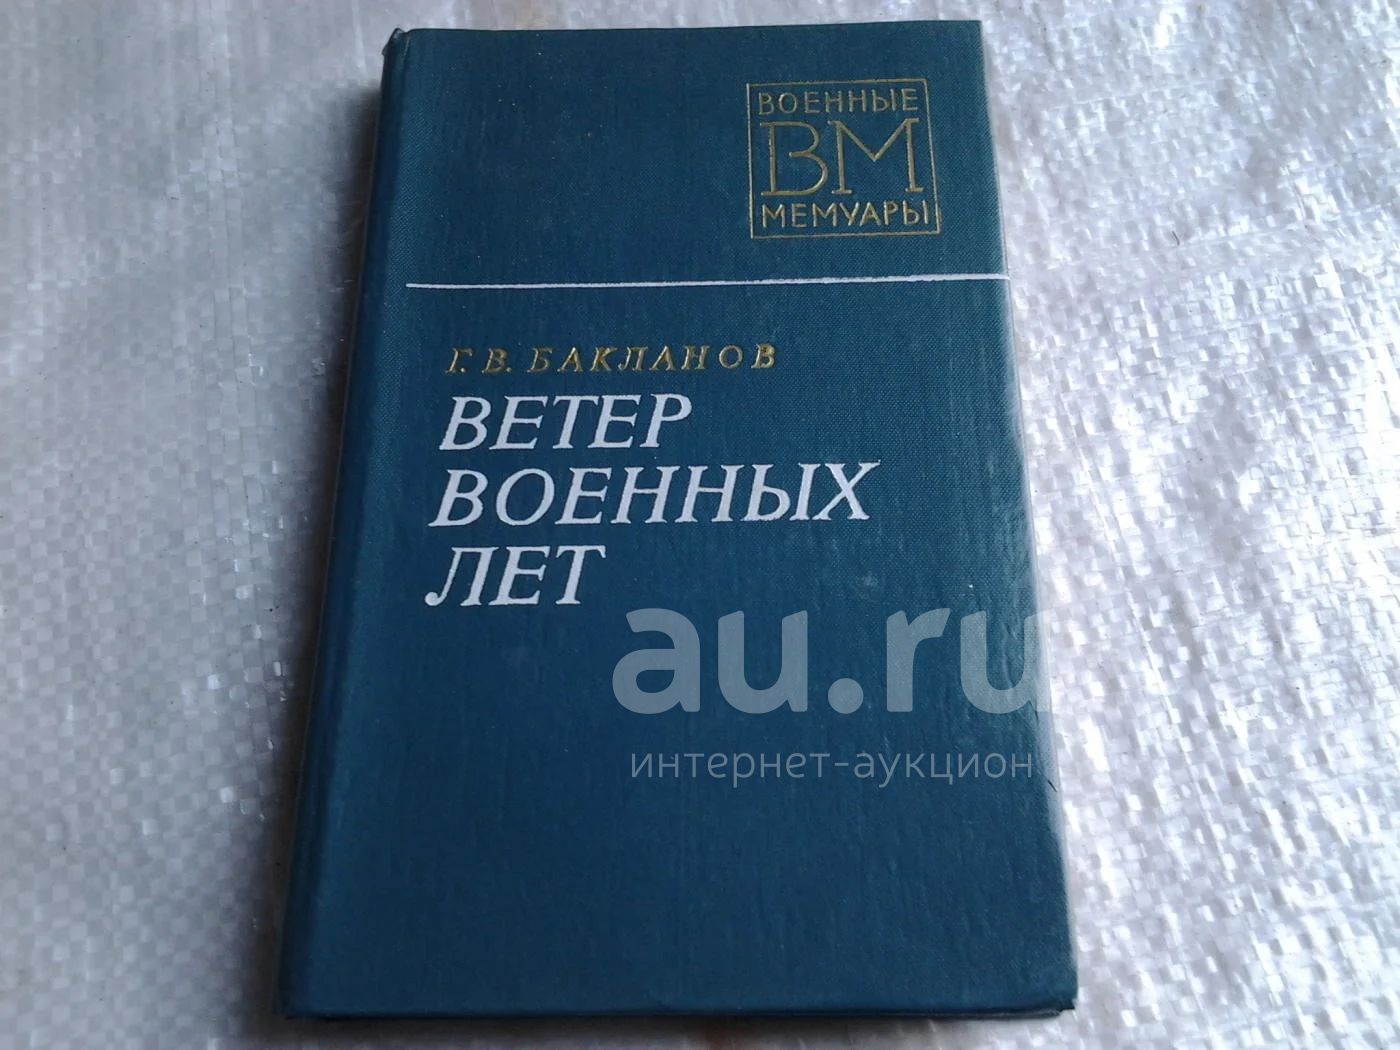 ВОЕННЫЕ
ВМ
МЕМУАРЫ
Г. В. БАКЛАНОВ
ВЕТЕР
ВОЕННЫХ
ЛЕТ
au.ru
интернет-аукцион